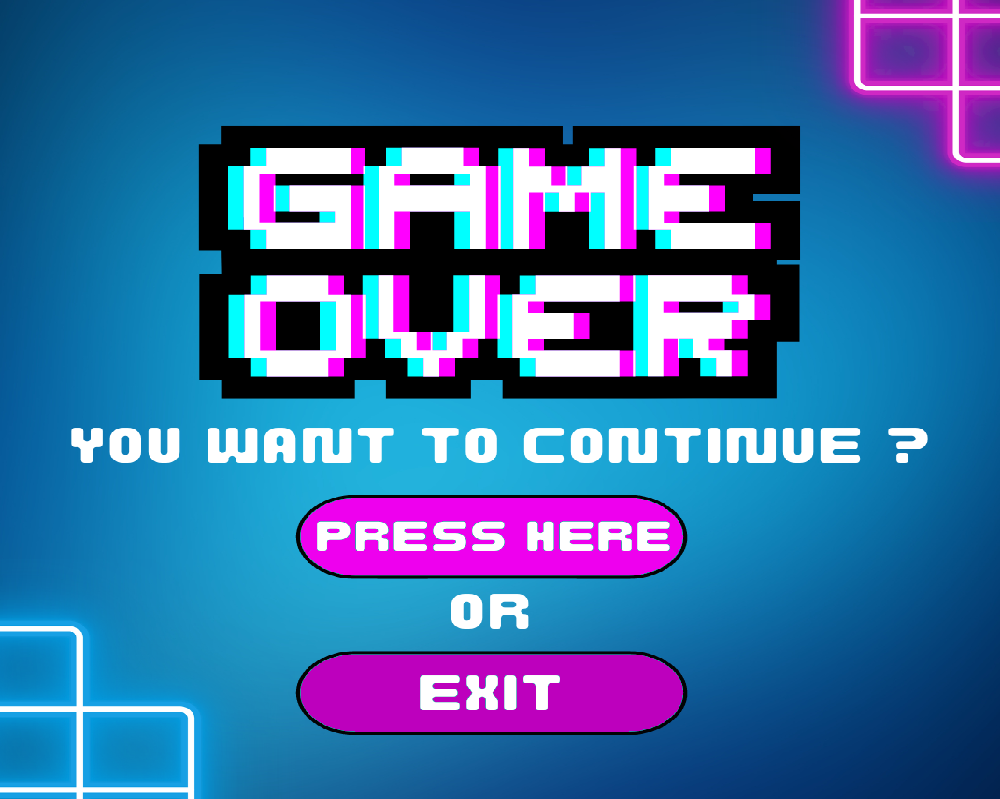 GAME
OVER
YOU WANT TO CONTINUE ?
PRESS HERE
OR
EXIT